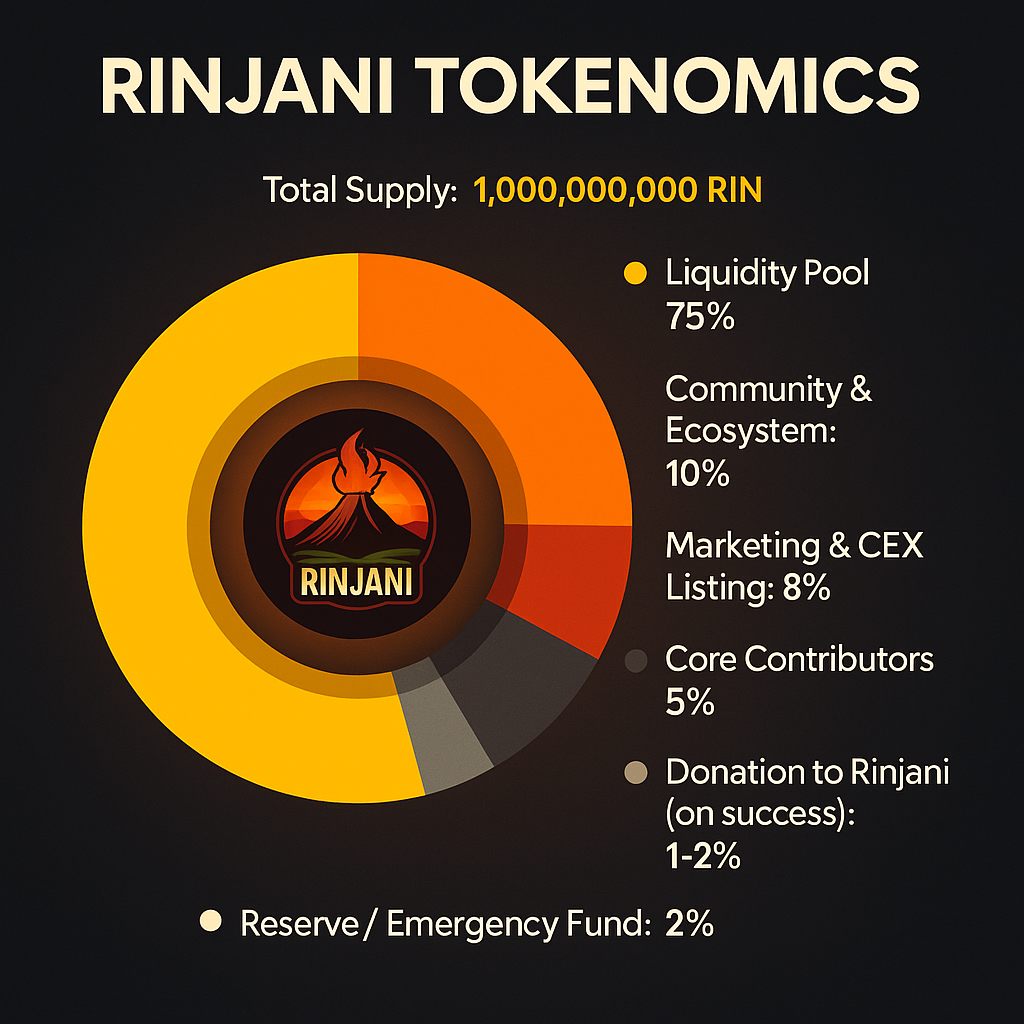 RINJANI TOKENOMICS
Total Supply: 1,000,000,000 RIN
Liquidity Pool
75%
Community &
Ecosystem:
10%
Marketing & CEX
Listing: 8%
Core Contributors
5%
Donation to Rinjani
(on success):
1-2%
Reserve / Emergency Fund: 2%
RINJANI